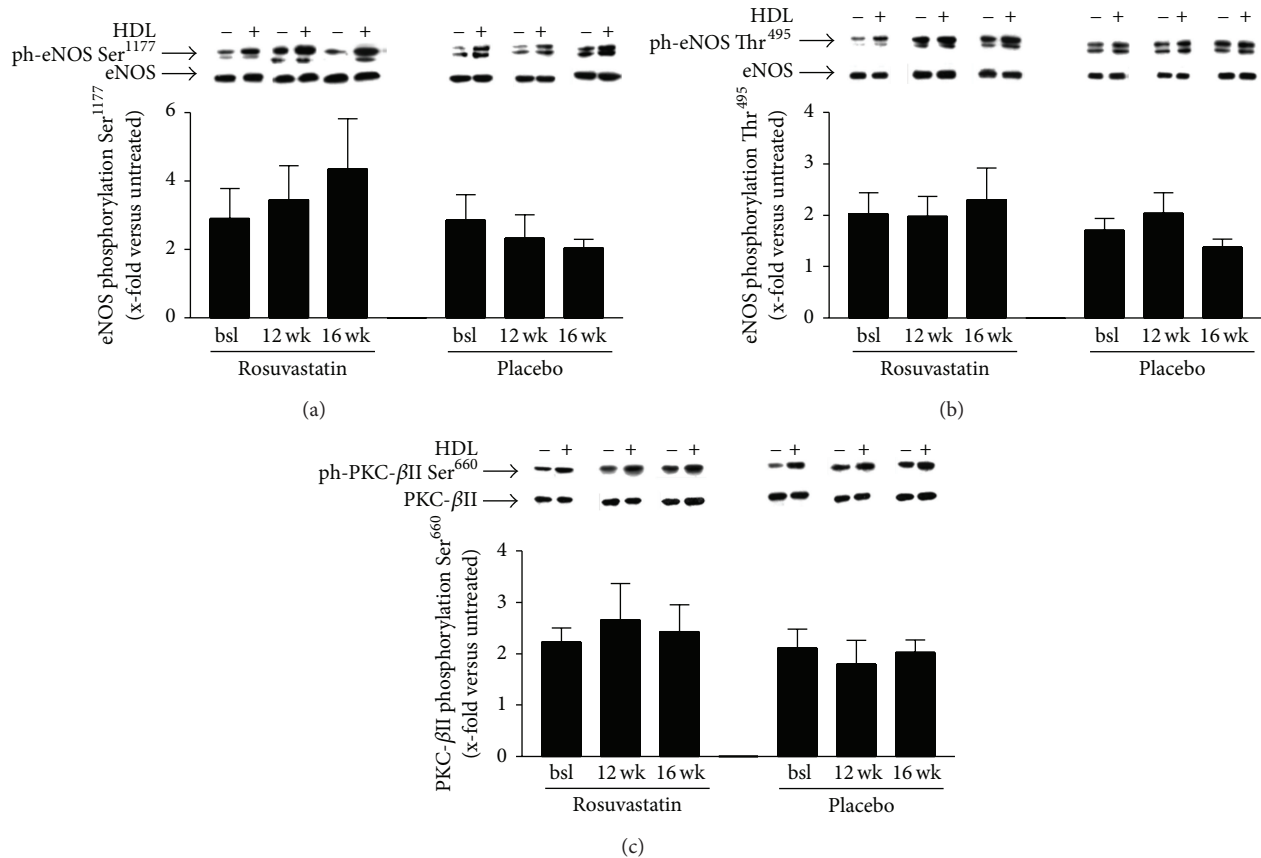 HDL − + − + − + − + − + − +
ph-eNOS Ser1177
eNOS
eNOS phosphorylation Ser1177
(x-fold versus untreated)
6
4
2
0
bsl 12 wk 16 wk bsl 12 wk 16 wk
Rosuvastatin Placebo
(a)
HDL − + − + − + − + − + − +
ph-eNOS Thr495
eNOS
eNOS phosphorylation Thr495
(x-fold versus untreated)
4
3
2
1
0
bsl 12 wk 16 wk bsl 12 wk 16 wk
Rosuvastatin Placebo
(b)
HDL − + − + − + − + − + − +
ph-PKC-βII Ser660
PKC-βII
PKC-βII phosphorylation Ser660
(x-fold versus untreated)
4
3
2
1
0
bsl 12 wk 16 wk bsl 12 wk 16 wk
Rosuvastatin Placebo
(c)